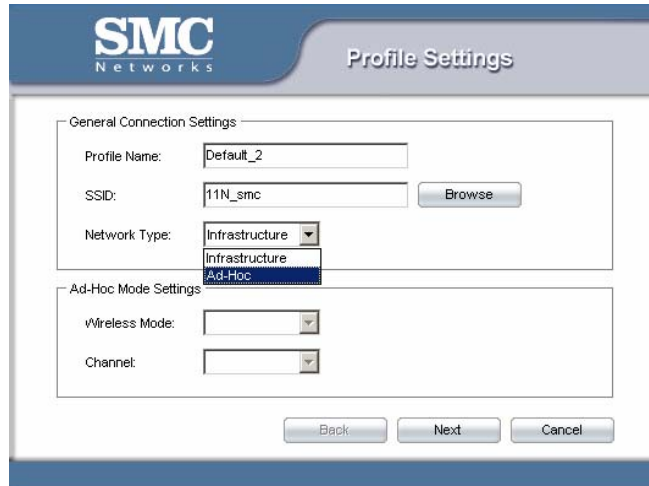 SMC
Networks
Profile Settings
General Connection Settings
Profile Name: Default_2
SSID: 11N_smc Browse
Network Type: Infrastructure
Infrastructure
Ad-Hoc
Ad-Hoc Mode Settings
Wireless Mode:
Channel:
Back Next Cancel